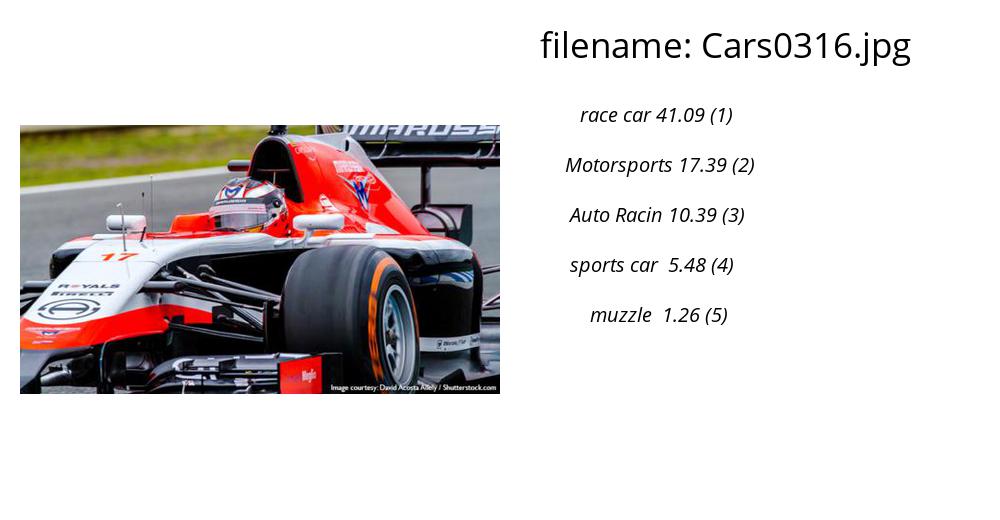 filename: Cars0316.jpg
race car 41.09 (1)
Motorsports 17.39 (2)
Auto Racin 10.39 (3)
sports car 5.48 (4)
muzzle 1.26 (5)
MARUSSI
17
ROYALS
PIRELLI
Image courtesy: David Acosta Allely / Shutterstock.com